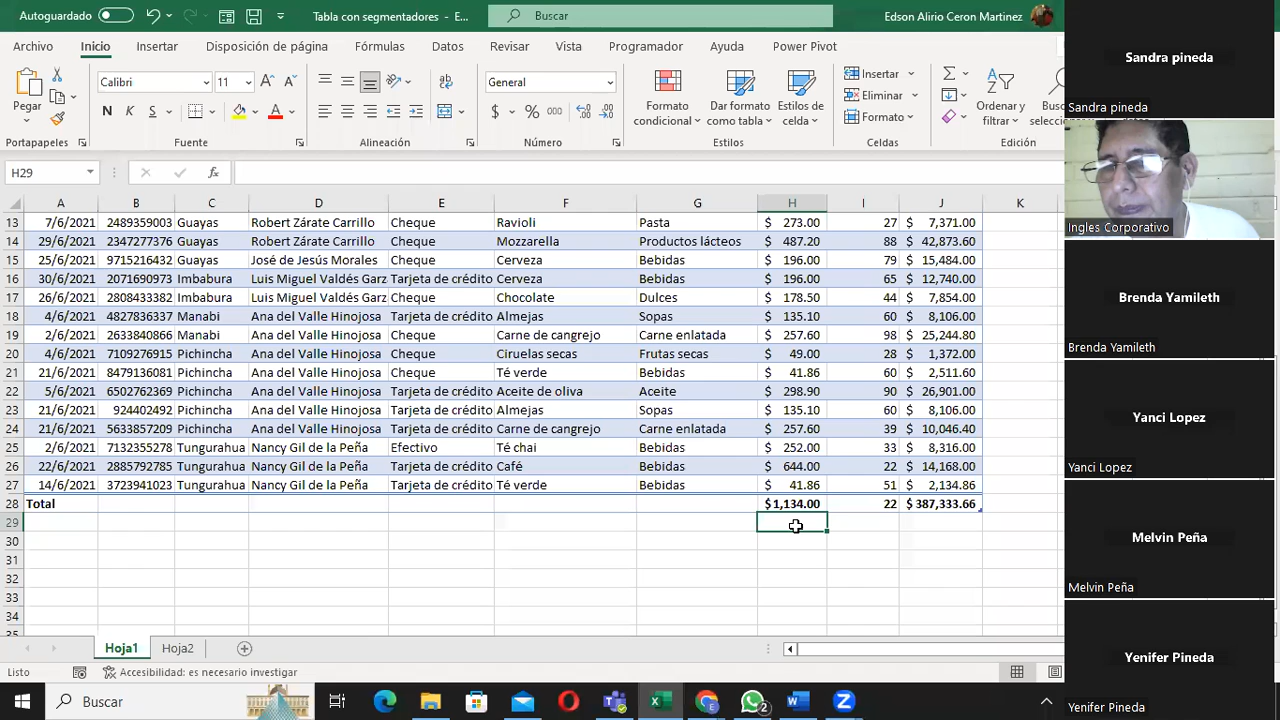 Autoguardado Tabla con segmentadores - E... Buscar Edson Alirio Ceron Martinez
Archivo Inicio Insertar Disposición de página Fórmulas Datos Revisar Vista Programador Ayuda Power Pivot
Pegar Calibri 11 General Formato condicional Dar formato como tabla Estilos de celda Insertar Eliminar Formato Ordenar y filtrar
N K S $ % 000
Portapapeles Fuente Alineación Número Estilos Celdas Edición
H29 fx
A B C D E F G H I J K
13 7/6/2021 2489359003 Guayas Robert Zárate Carrillo Cheque Ravioli Pasta $ 273.00 27 $ 7,371.00
14 29/6/2021 2347277376 Guayas Robert Zárate Carrillo Cheque Mozzarella Productos lácteos $ 487.20 88 $ 42,873.60
15 25/6/2021 9715216432 Guayas José de Jesús Morales Cheque Cerveza Bebidas $ 196.00 79 $ 15,484.00
16 30/6/2021 2071690973 Imbabura Luis Miguel Valdés Garz Tarjeta de crédito Cerveza Bebidas $ 196.00 65 $ 12,740.00
17 26/6/2021 2808433382 Imbabura Luis Miguel Valdés Garz Cheque Chocolate Dulces $ 178.50 44 $ 7,854.00
18 4/6/2021 4827836337 Manabi Ana del Valle Hinojosa Tarjeta de crédito Almejas Sopas $ 135.10 60 $ 8,106.00
19 2/6/2021 2633840866 Manabi Ana del Valle Hinojosa Cheque Carne de cangrejo Carne enlatada $ 257.60 98 $ 25,244.80
20 4/6/2021 7109276915 Pichincha Ana del Valle Hinojosa Cheque Ciruelas secas Frutas secas $ 49.00 28 $ 1,372.00
21 21/6/2021 8479136081 Pichincha Ana del Valle Hinojosa Cheque Té verde Bebidas $ 41.86 60 $ 2,511.60
22 5/6/2021 6502762369 Pichincha Ana del Valle Hinojosa Tarjeta de crédito Aceite de oliva Aceite $ 298.90 90 $ 26,901.00
23 21/6/2021 924402492 Pichincha Ana del Valle Hinojosa Tarjeta de crédito Almejas Sopas $ 135.10 60 $ 8,106.00
24 21/6/2021 5633857209 Pichincha Ana del Valle Hinojosa Tarjeta de crédito Carne de cangrejo Carne enlatada $ 257.60 39 $ 10,046.40
25 2/6/2021 7132355278 Tungurahua Nancy Gil de la Peña Efectivo Té chai Bebidas $ 252.00 33 $ 8,316.00
26 22/6/2021 2885792785 Tungurahua Nancy Gil de la Peña Tarjeta de crédito Café Bebidas $ 644.00 22 $ 14,168.00
27 14/6/2021 3723941023 Tungurahua Nancy Gil de la Peña Tarjeta de crédito Té verde Bebidas $ 41.86 51 $ 2,134.86
28 Total $ 1,134.00 22 $ 387,333.66
29
30
31
32
33
34
35
Hoja1 Hoja2
Listo Accesibilidad: es necesario investigar
Buscar 2
Sandra pineda
Sandra pineda
Ingles Corporativo
Brenda Yamileth
Brenda Yamileth
Yanci Lopez
Yanci Lopez
Melvin Peña
Melvin Peña
Yenifer Pineda
Yenifer Pineda